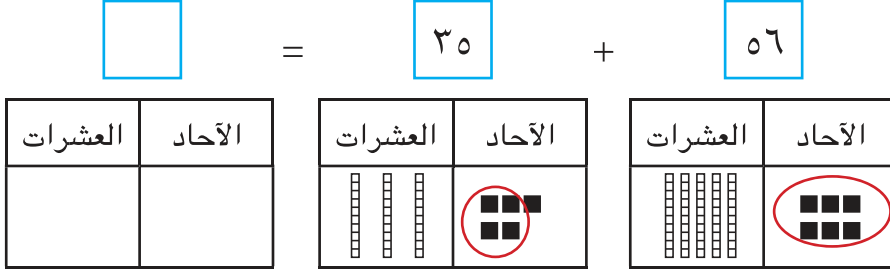 ٥٦ + ٣٥ =
الآحاد العشرات الآحاد العشرات الآحاد العشرات